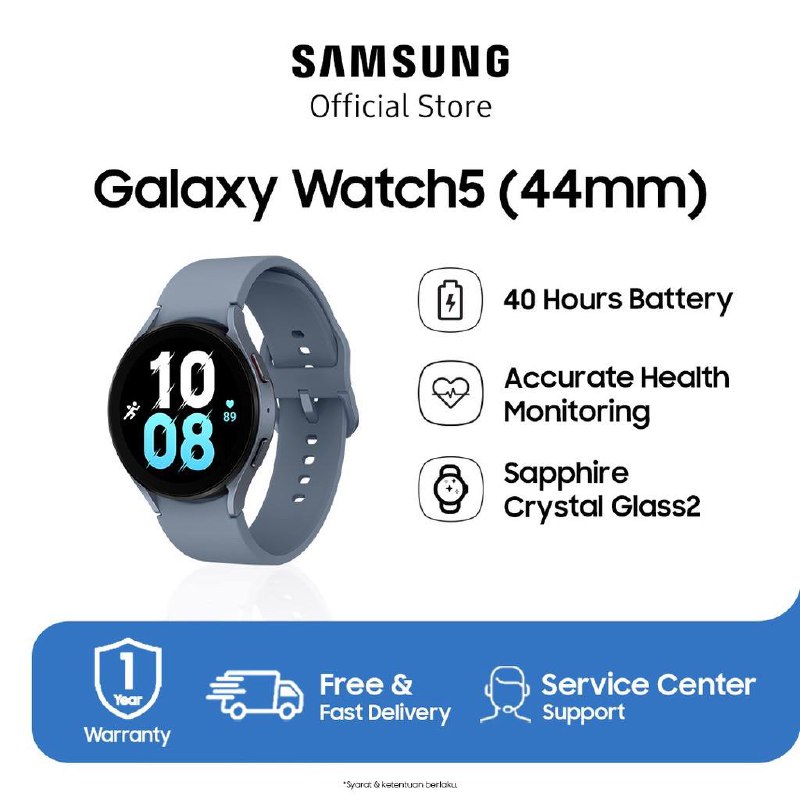 SAMSUNG
Official Store
Galaxy Watch5 (44mm)
40 Hours Battery
Accurate Health
Monitoring
Sapphire
Crystal Glass2
10
08
89
1
Year
Warranty
Free &
Fast Delivery
Service Center
Support
*Syarat & ketentuan berlaku.